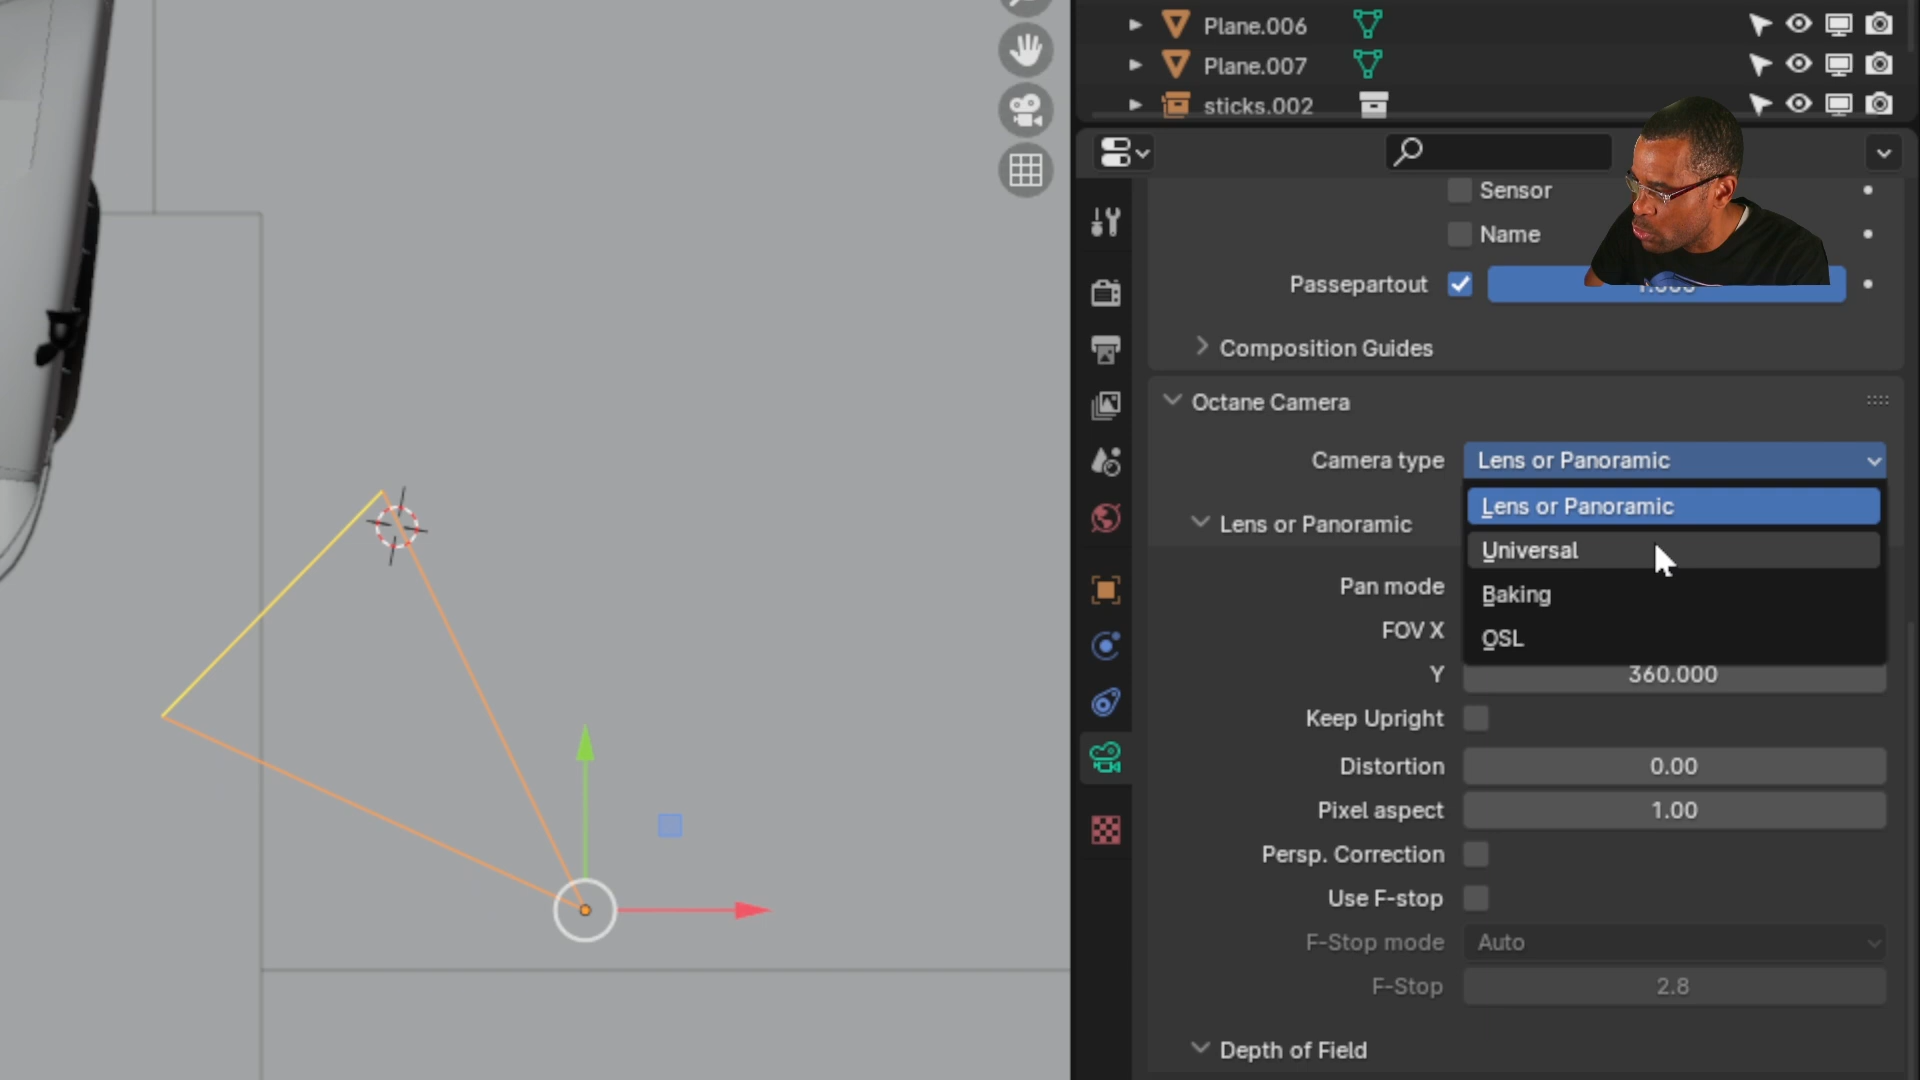 Plane.006
Plane.007
sticks.002
Sensor
Name
Passepartout
Composition Guides
Octane Camera
Camera type Lens or Panoramic
Lens or Panoramic
Lens or Panoramic
Universal
Pan mode
Baking
FOV X
OSL
Y 360.000
Keep Upright
Distortion 0.00
Pixel aspect 1.00
Persp. Correction
Use F-stop
F-Stop mode Auto
F-Stop 2.8
Depth of Field